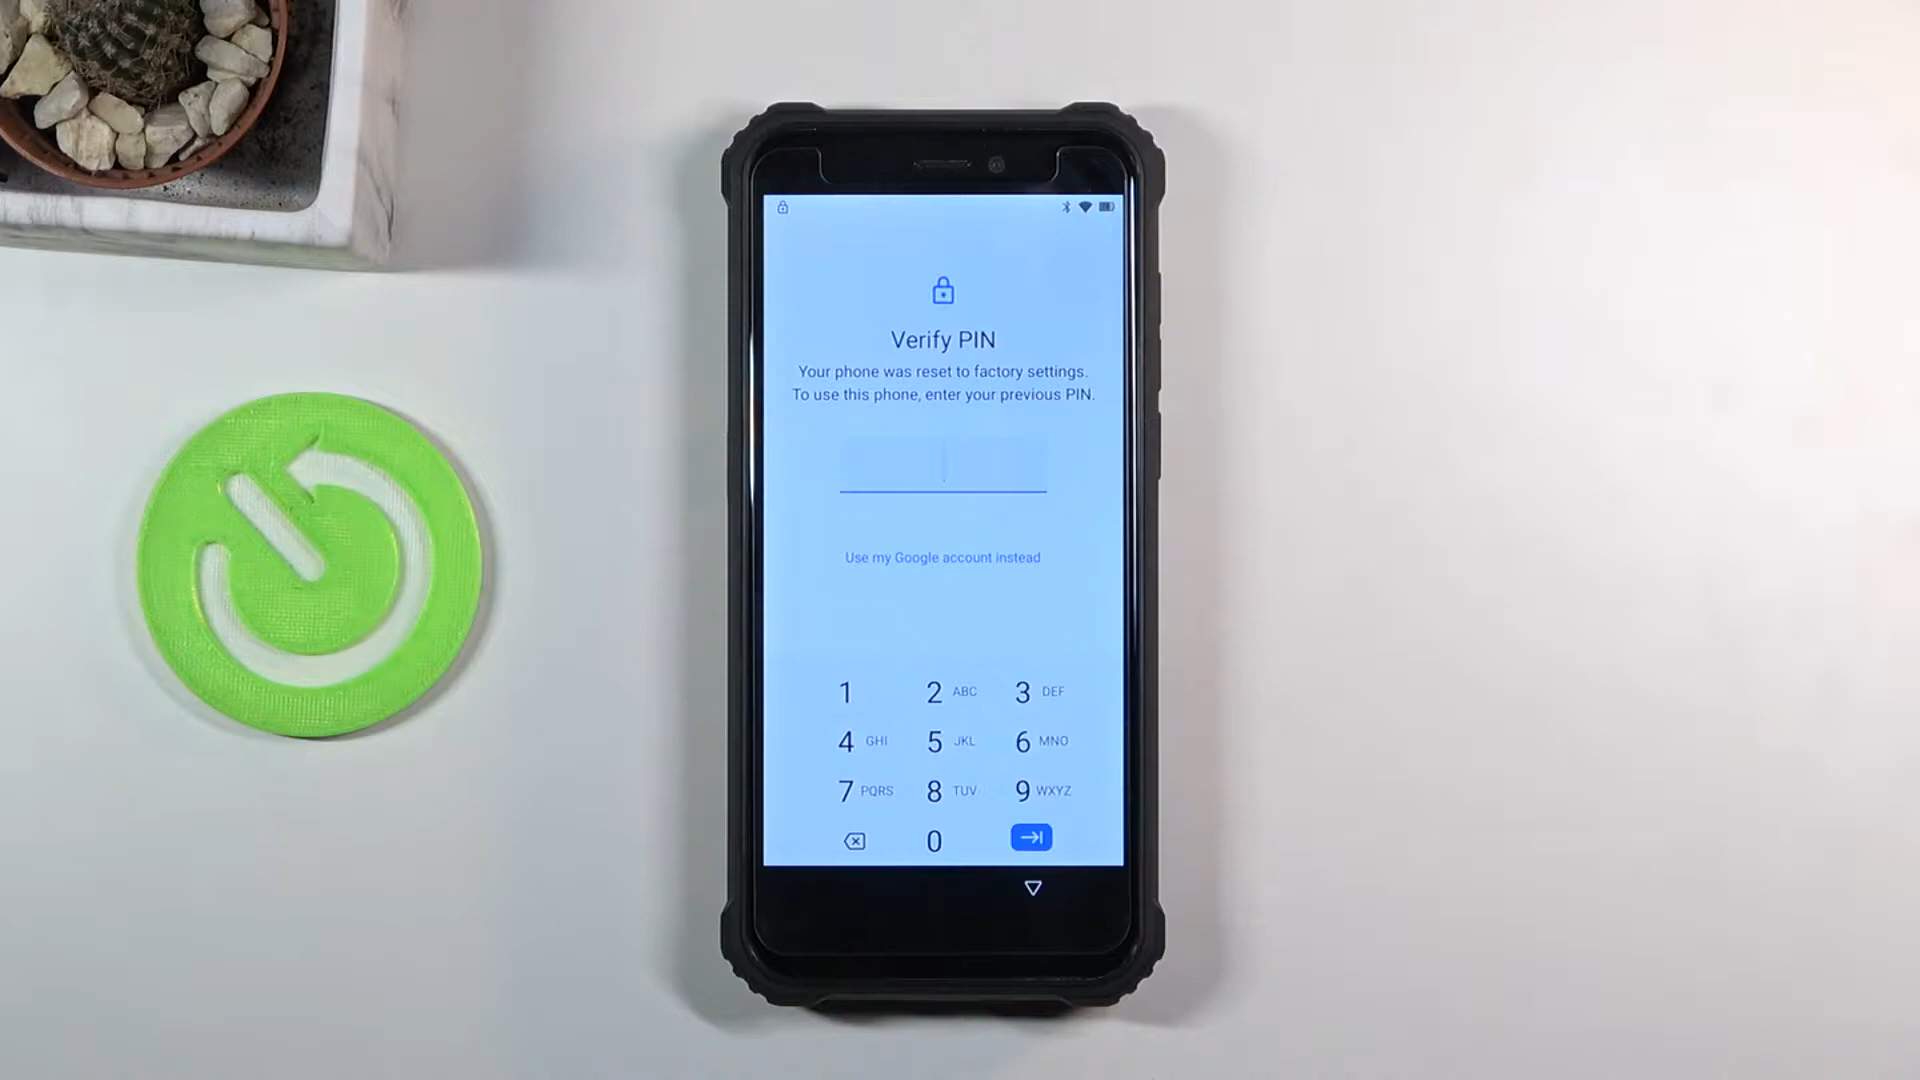 Verify PIN
Your phone was reset to factory settings.
To use this phone, enter your previous PIN.
Use my Google account instead
1 2 ABC 3 DEF
4 GHI 5 JKL 6 MNO
7 PQRS 8 TUV 9 WXYZ
0